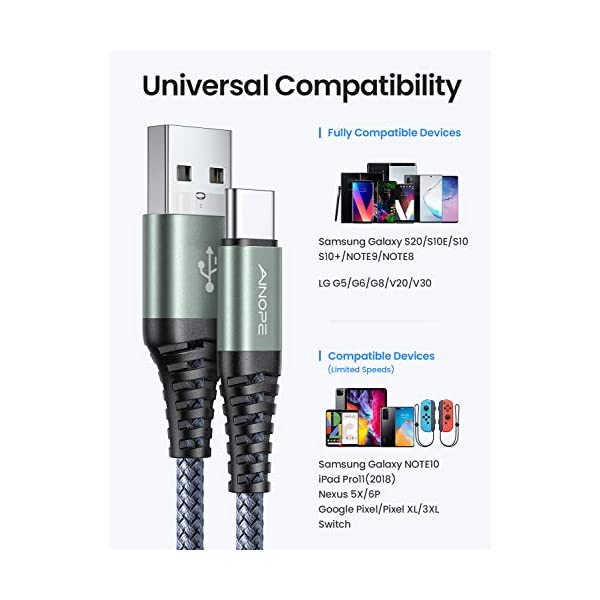 Universal Compatibility
| Fully Compatible Devices
Samsung Galaxy S20/S10E/S10
S10+/NOTE9/NOTE8
LG G5/G6/G8/V20/V30
AINOPE
| Compatible Devices
(Limited Speeds)
Samsung Galaxy NOTE10
iPad Pro11(2018)
Nexus 5X/6P
Google Pixel/Pixel XL/3XL
Switch